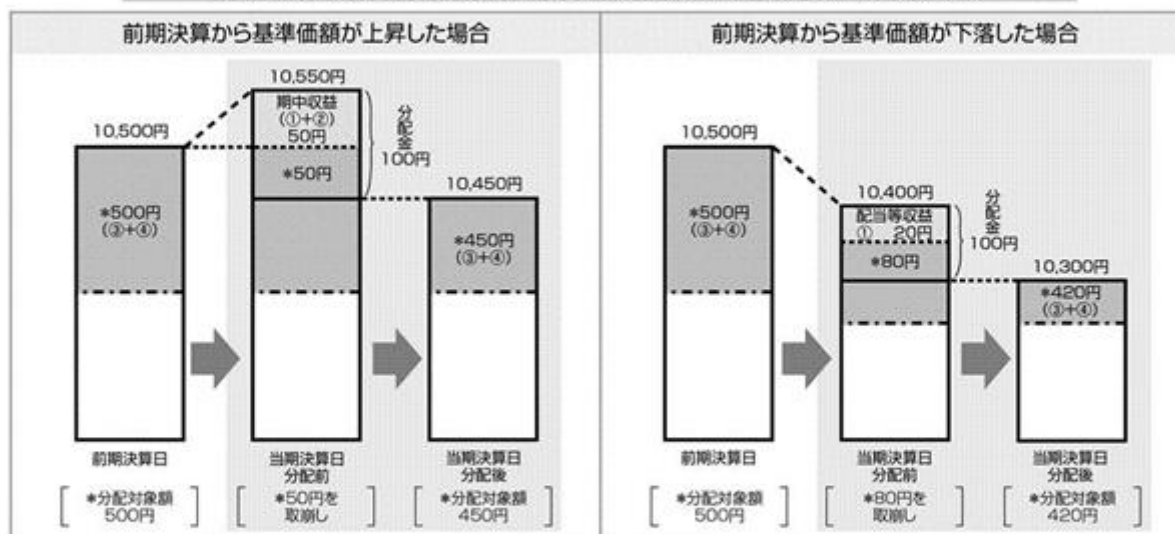 前期決算から基準価額が上昇した場合
10,550円
期中収益
(①+②)
50円
*50円
分配金
100円
10,500円
*500円
(③+④)
10,450円
*450円
(③+④)
前期決算日
当期決算日
分配前
当期決算日
分配後
*分配対象額
500円
*50円を
取崩し
*分配対象額
450円
前期決算から基準価額が下落した場合
10,500円
*500円
(③+④)
10,400円
配当等収益
① 20円
*80円
分配金
100円
10,300円
*420円
(③+④)
前期決算日
当期決算日
分配前
当期決算日
分配後
*分配対象額
500円
*80円を
取崩し
*分配対象額
420円